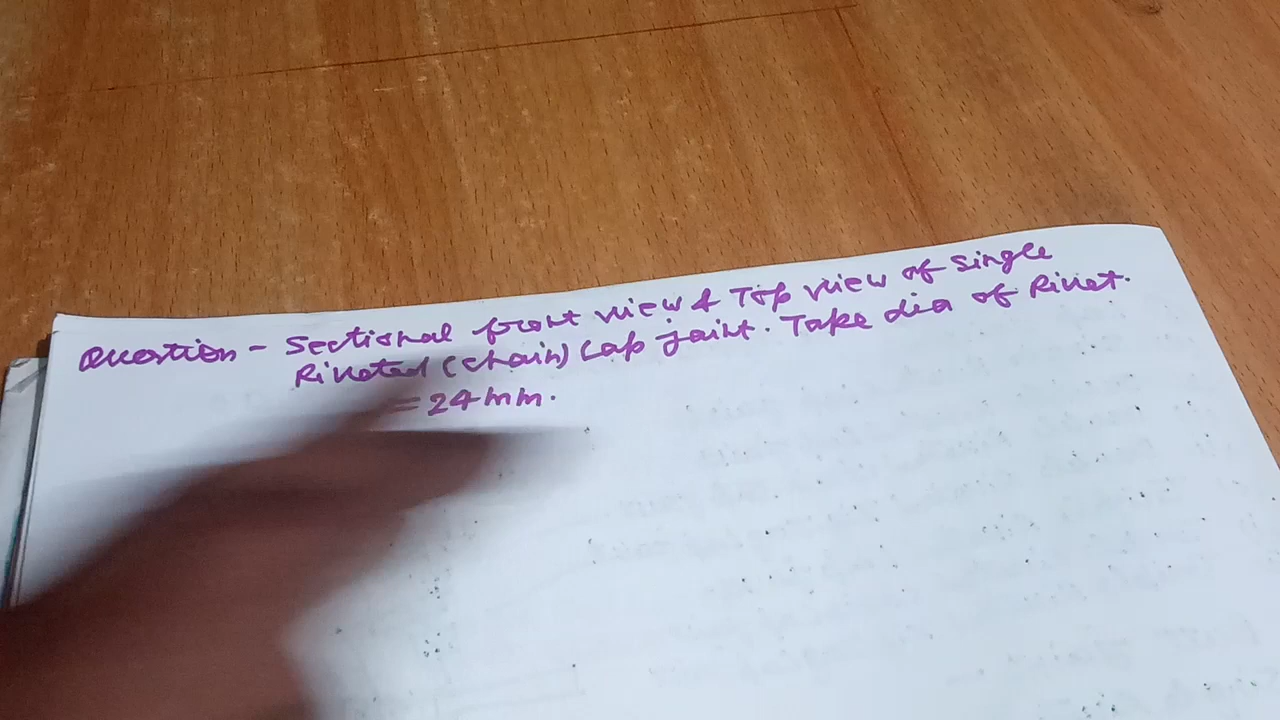 Question - Sectional front view & Top view of Single
Riveted (chain) Lap joint. Take dia of Rivet.
= 24mm.